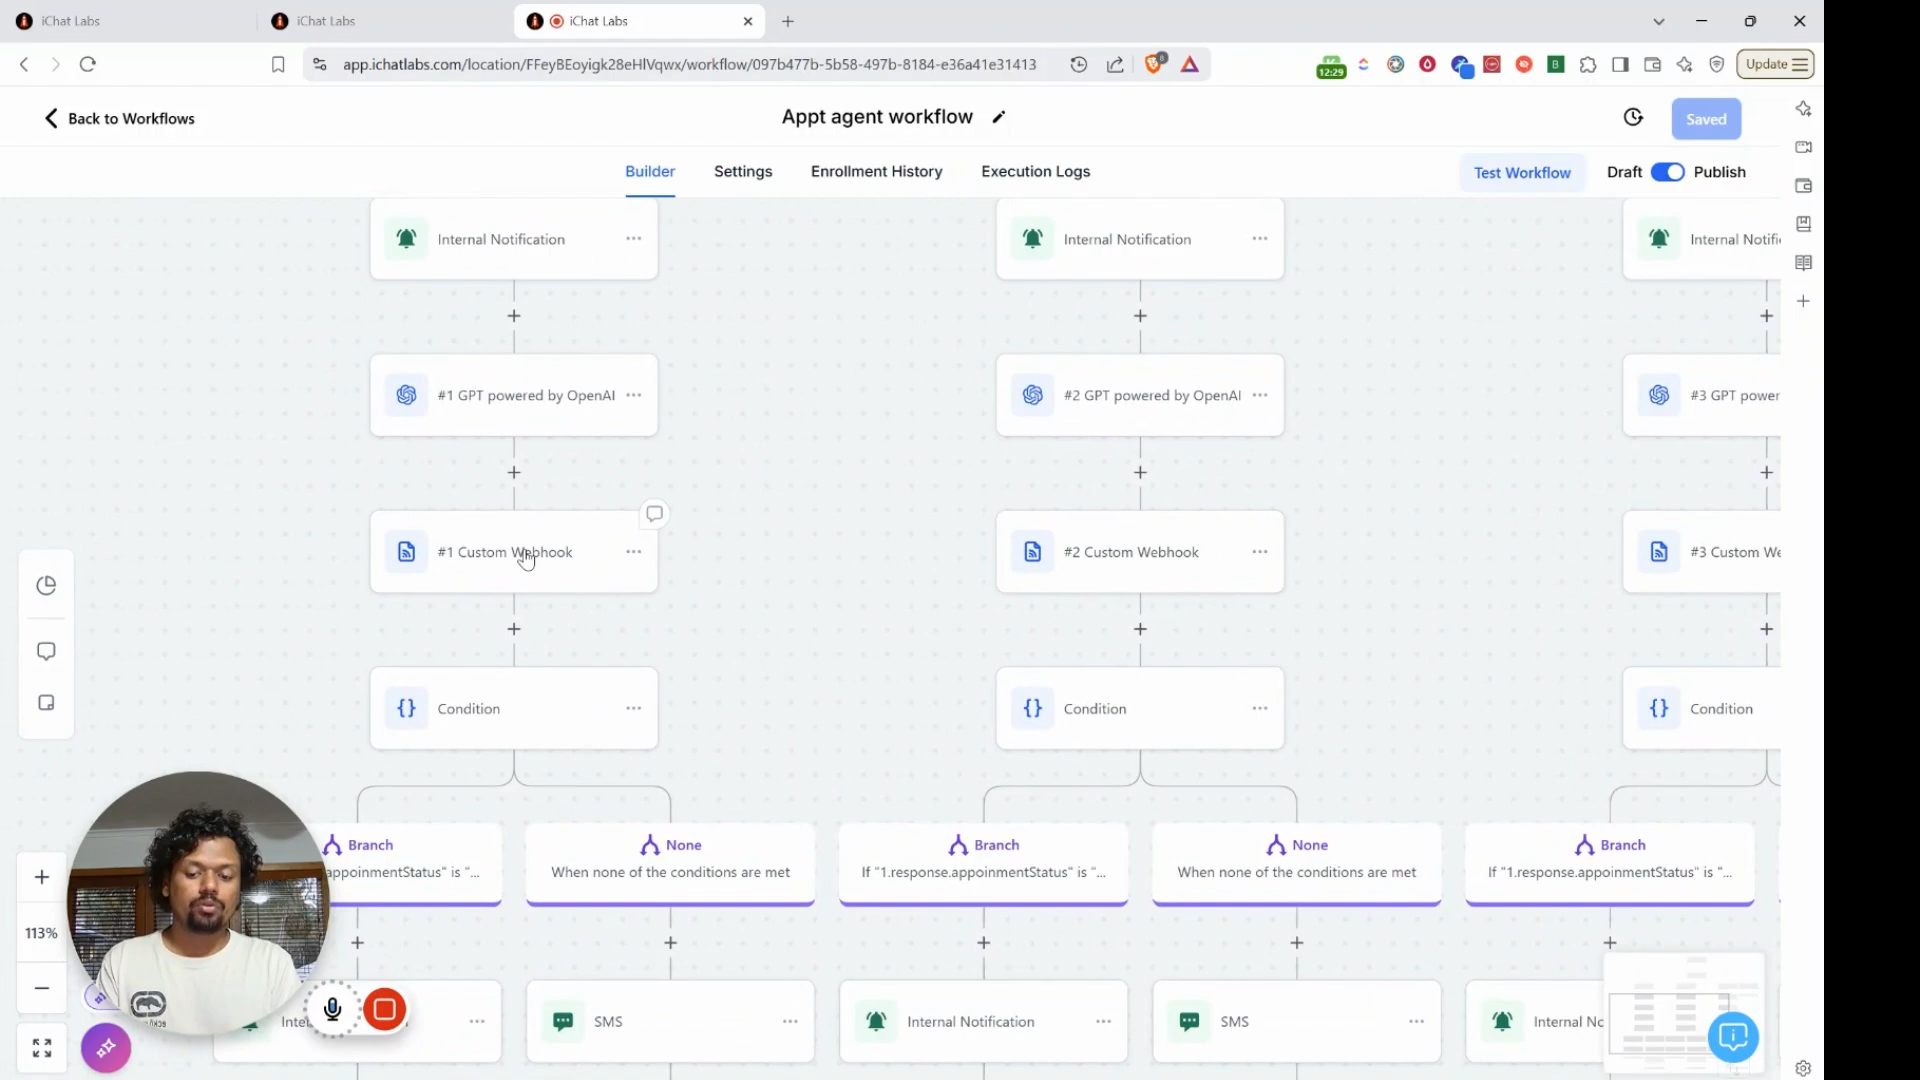 iChat Labs
iChat Labs
iChat Labs
app.ichatlabs.com/location/FFeyBEoyigk28eHlVqwx/workflow/097b477b-5b58-497b-8184-e36a41e31413
8
12:29
B
Update
Back to Workflows
Appt agent workflow
Saved
Builder
Settings
Enrollment History
Execution Logs
Test Workflow
Draft
Publish
Internal Notification
Internal Notification
Internal Notifi
#1 GPT powered by OpenAI
#2 GPT powered by OpenAI
#3 GPT power
#1 Custom Webhook
#2 Custom Webhook
#3 Custom We
Condition
Condition
Condition
Branch
None
Branch
None
Branch
appoinmentStatus" is "...
When none of the conditions are met
If "1.response.appoinmentStatus" is "...
When none of the conditions are met
If "1.response.appoinmentStatus" is "...
113%
Inte
SMS
Internal Notification
SMS
Internal No